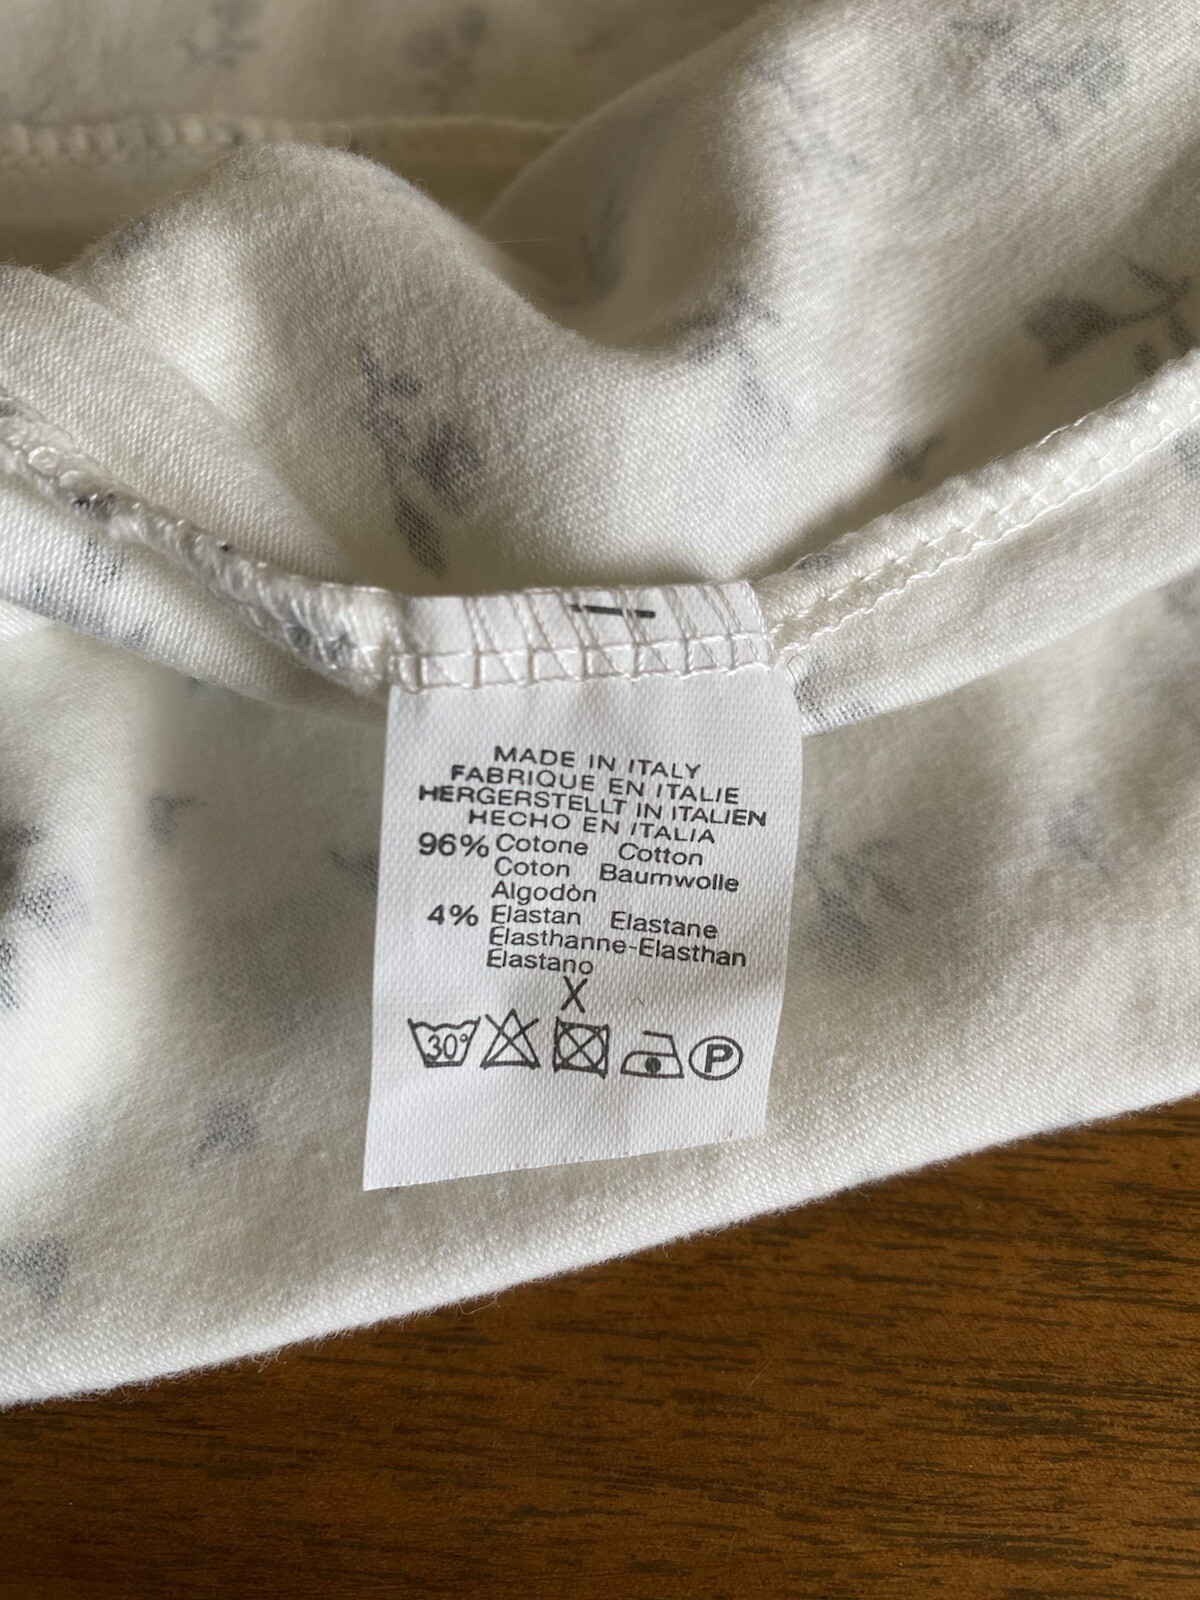 MADE IN ITALY
FABRIQUE EN ITALIE
HERGERSTELLT IN ITALIEN
HECHO EN ITALIA
96% Cotone Cotton
Coton Baumwolle
Algodòn
4% Elastan Elastane
Elasthanne-Elasthan
Elastano
X
30° P